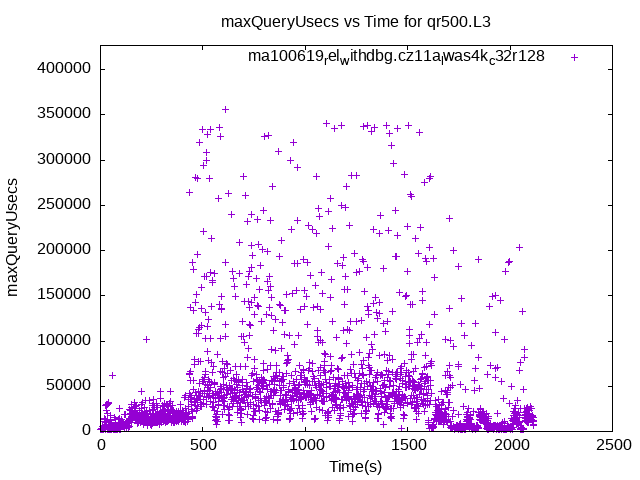 maxQueryUsecs vs Time for qr500.L3
ma100619relwithdbg.cz11alwas4kc32r128
400000
350000
300000
250000
200000
150000
100000
50000
0
maxQueryUsecs
0 500 1000 1500 2000 2500
Time(s)